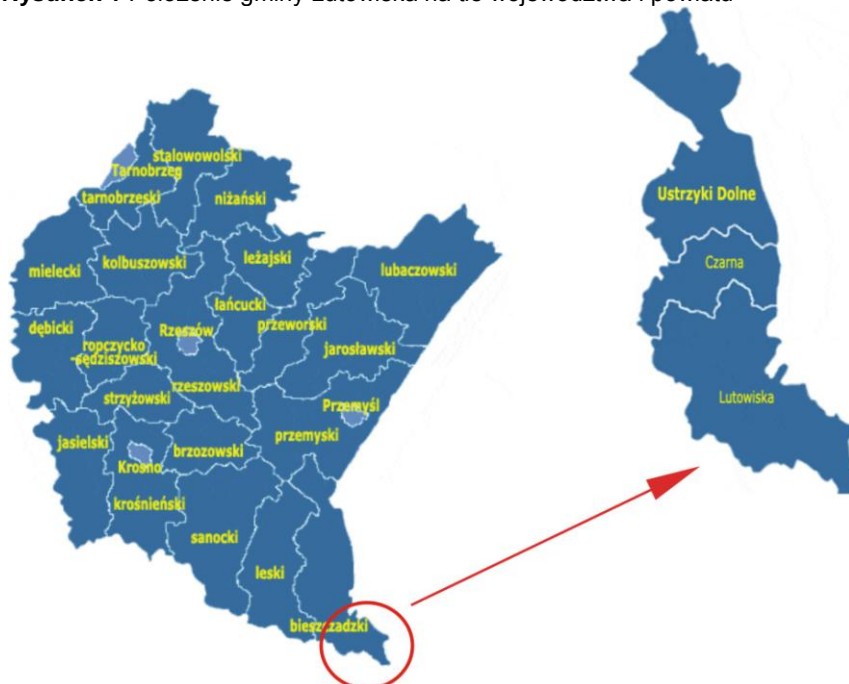 Położenie gminy Lutowiska na tle województwa i powiatu
stalowowolski
Tarnobrzeg
tarnobrzeski
niżański
mielecki
kolbuszowski
leżajski
lubaczowski
dębicki
ropczycko
-sędziszowski
Rzeszów
łańcucki
przeworski
jarosławski
strzyżowski
rzeszowski
Przemyśl
jasielski
Krosno
brzozowski
przemyski
krośnieński
sanocki
leski
bieszczadzki
Ustrzyki Dolne
Czarna
Lutowiska